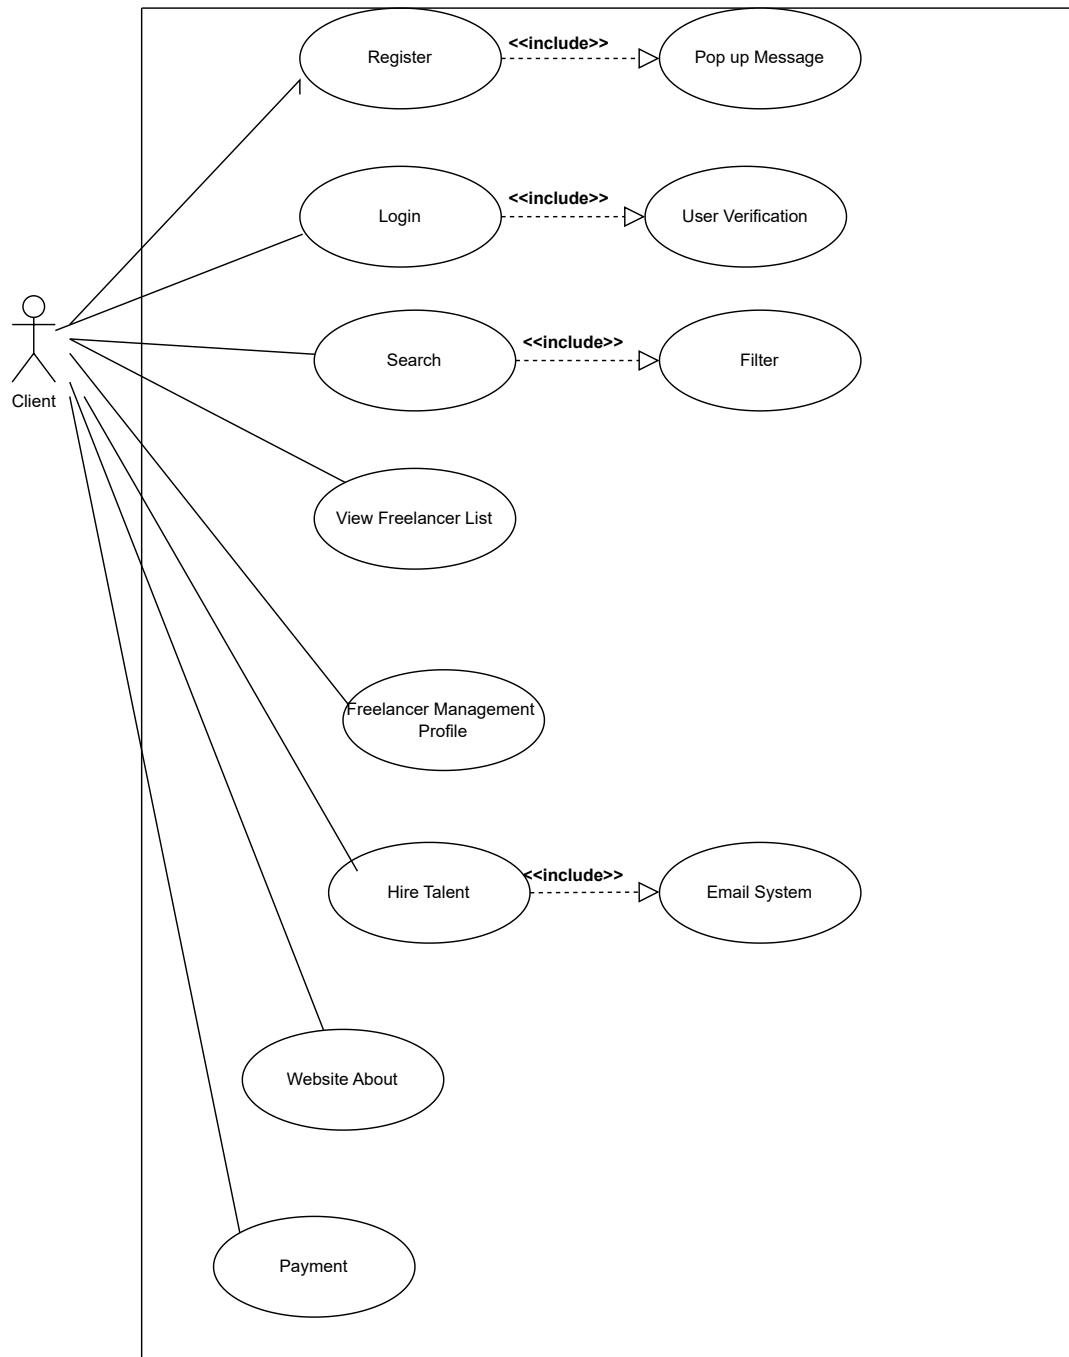 Register
<<include>>
Pop up Message
Login
<<include>>
User Verification
Client
Search
<<include>>
Filter
View Freelancer List
Freelancer Management
Profile
Hire Talent
<<include>>
Email System
Website About
Payment